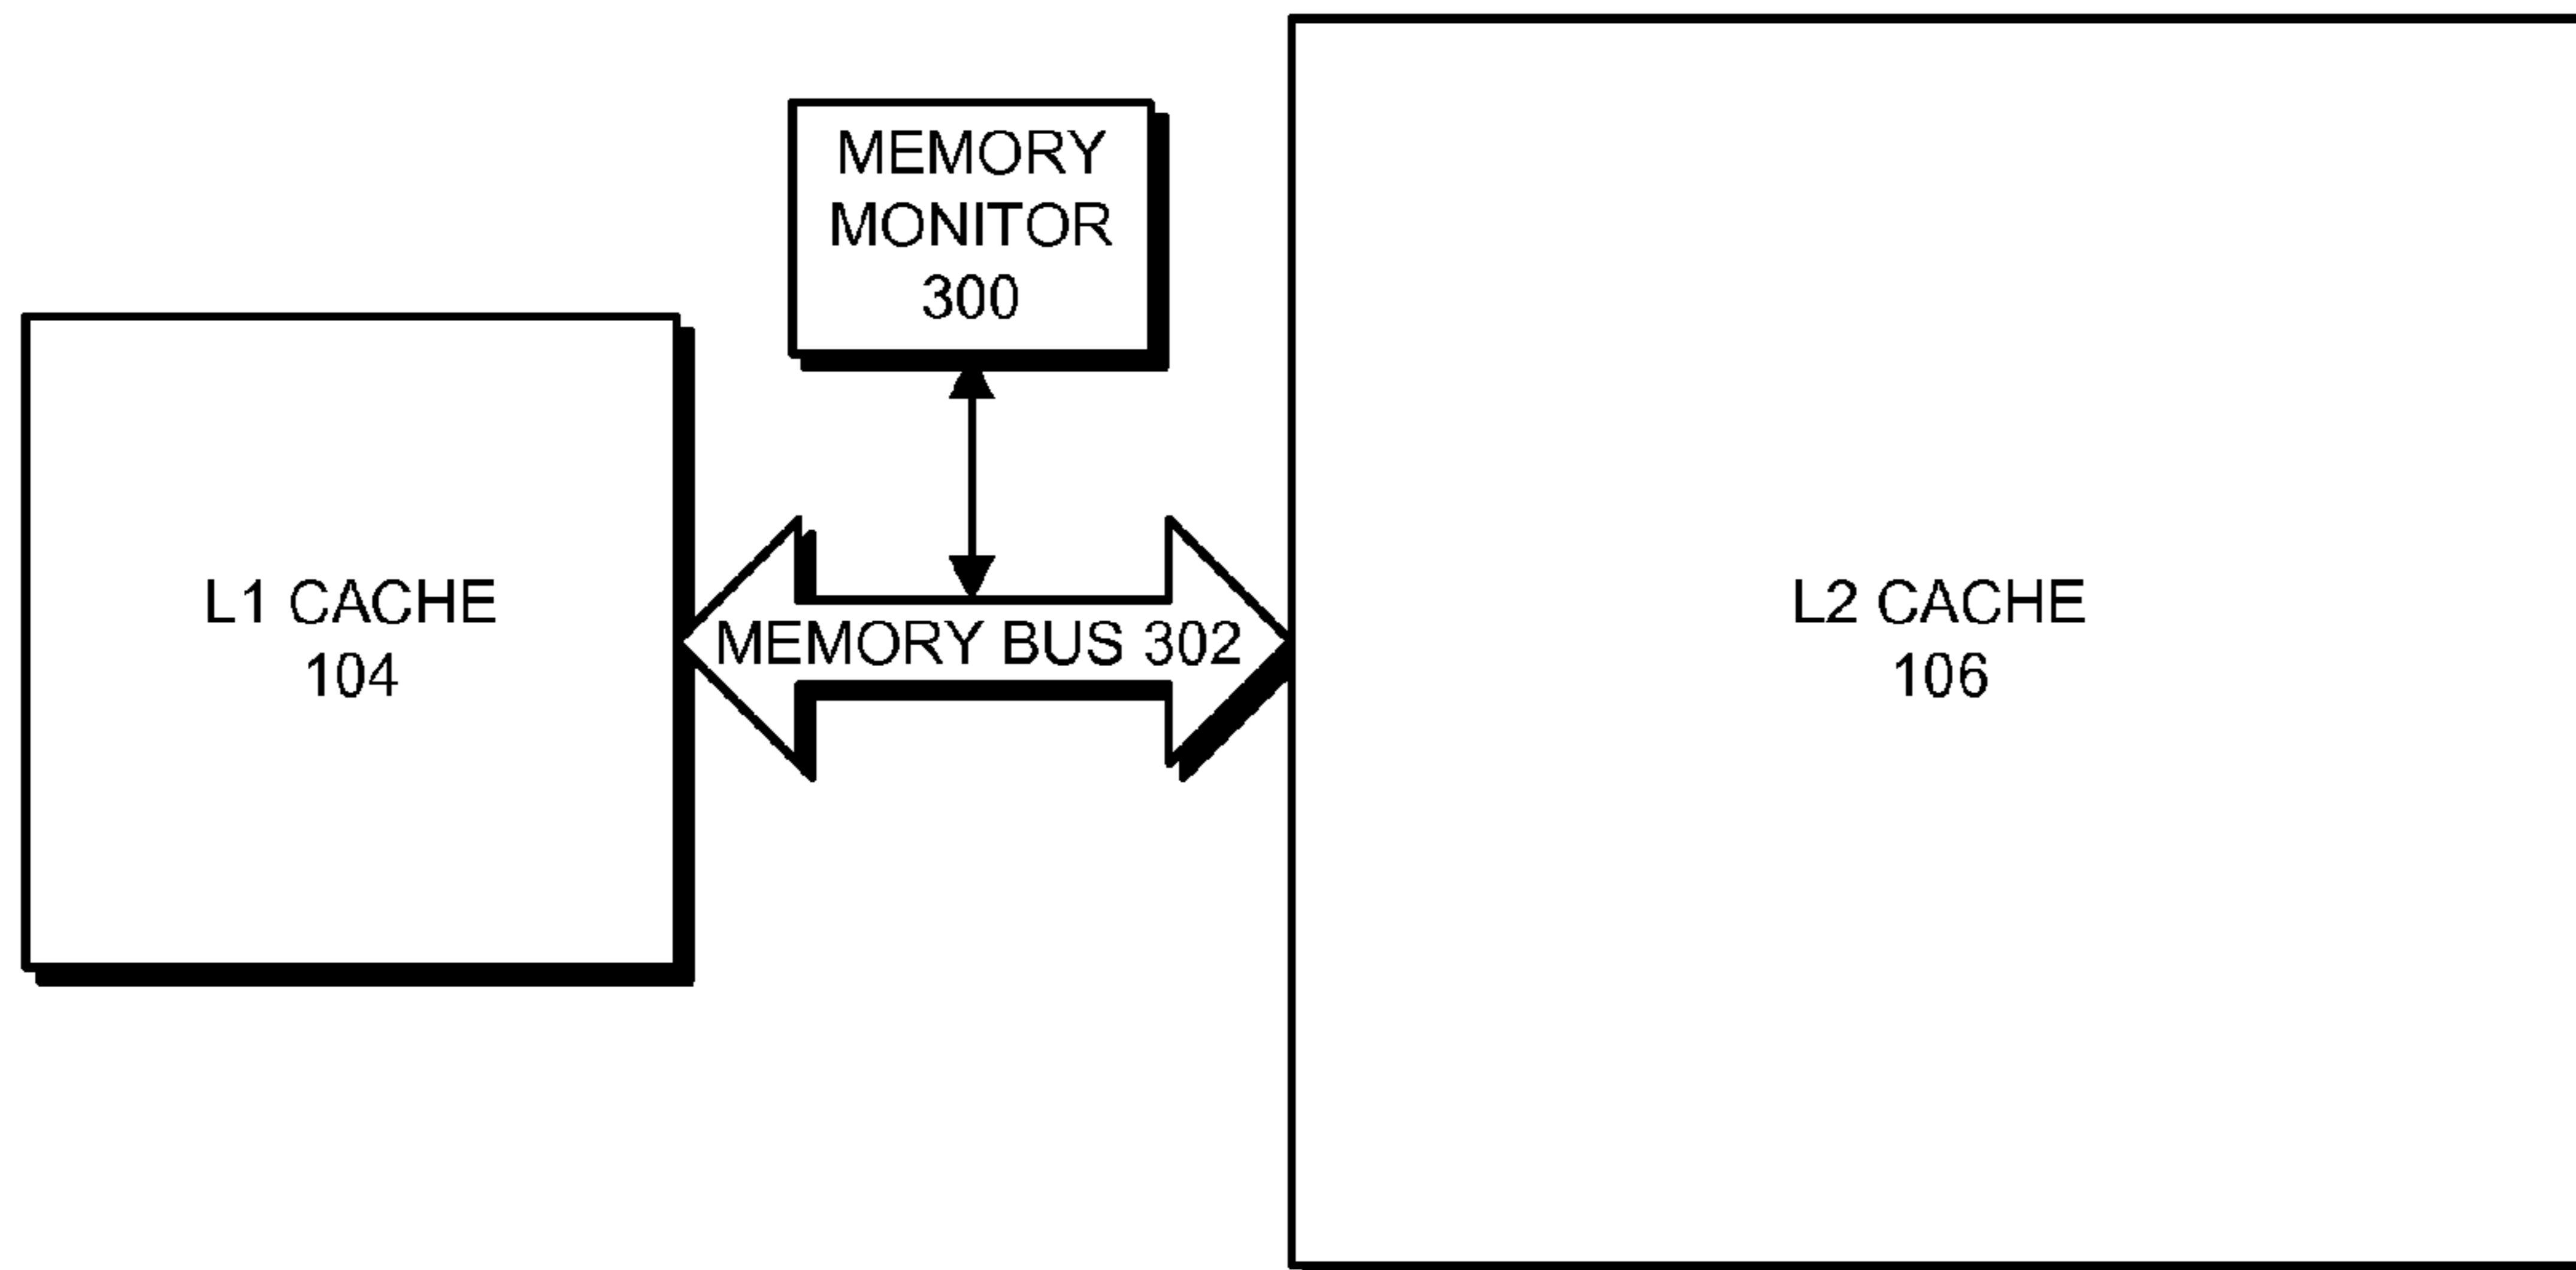 MEMORY
MONITOR
300
L1 CACHE
104
MEMORY BUS 302
L2 CACHE
106